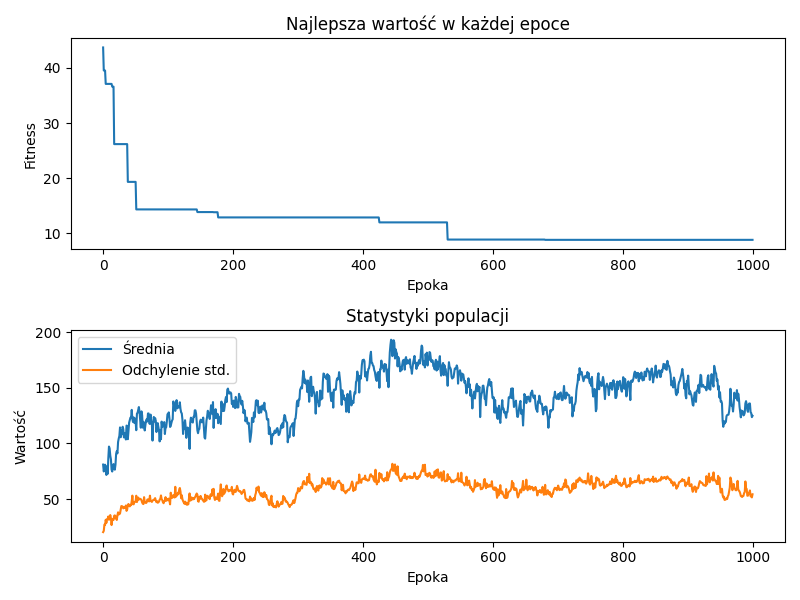 Najlepsza wartość w każdej epoce
Fitness
40
30
20
10
0 200 400 600 800 1000
Epoka
Statystyki populacji
Wartość
200
150
100
50
Średnia
Odchylenie std.
0 200 400 600 800 1000
Epoka